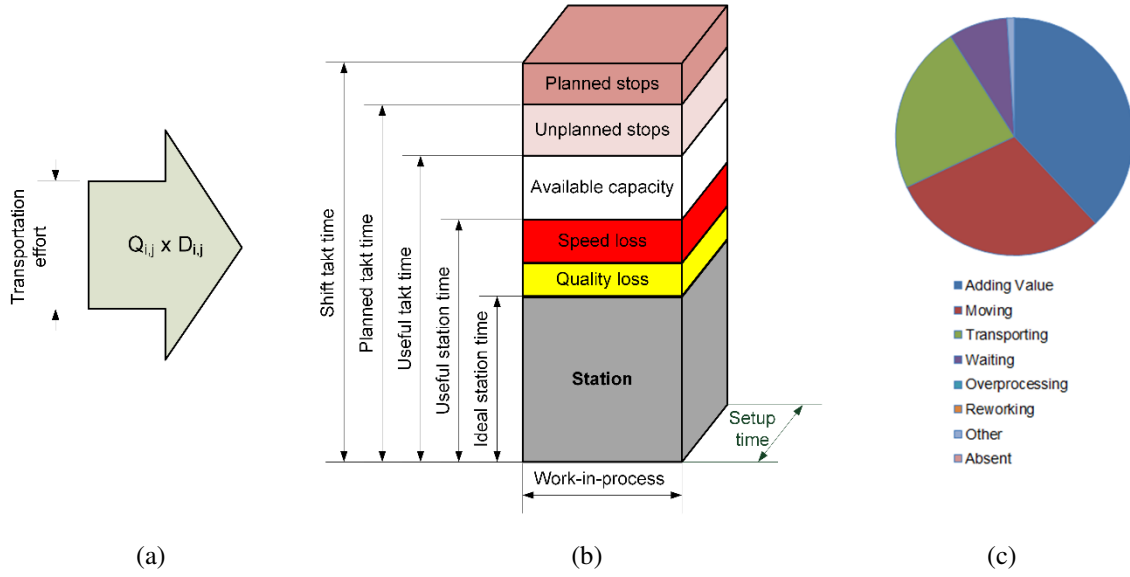 Transportation
effort
Qi,j x Di,j
Shift takt time
Planned takt time
Useful takt time
Useful station time
Ideal station time
Planned stops
Unplanned stops
Available capacity
Speed loss
Quality loss
Station
Setup
time
Work-in-process
Adding Value
Moving
Transporting
Waiting
Overprocessing
Reworking
Other
Absent
(a)
(b)
(c)